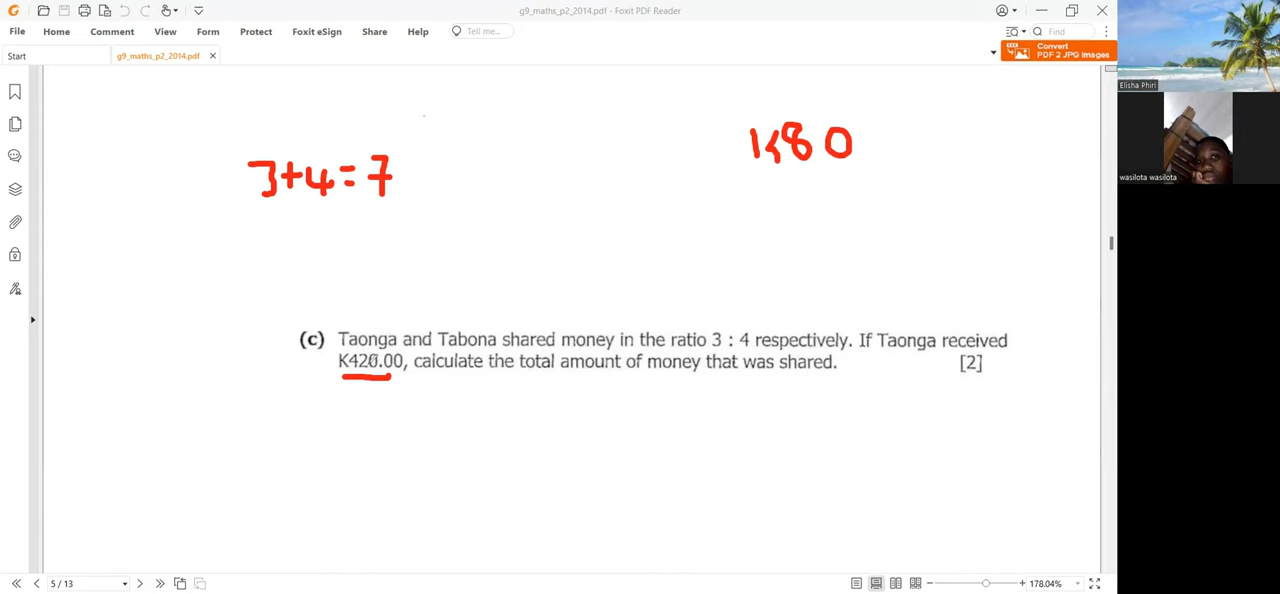 g9_maths_p2_2014.pdf - Foxit PDF Reader
File Home Comment View Form Protect Foxit eSign Share Help Tell me... Find
Start g9_maths_p2_2014.pdf Convert PDF 2 JPG Images
Elisha Phiri
K80
3+4=7
wasilota wasilota
(c) Taonga and Tabona shared money in the ratio 3 : 4 respectively. If Taonga received
K420.00, calculate the total amount of money that was shared. [2]
5 / 13 178.04%